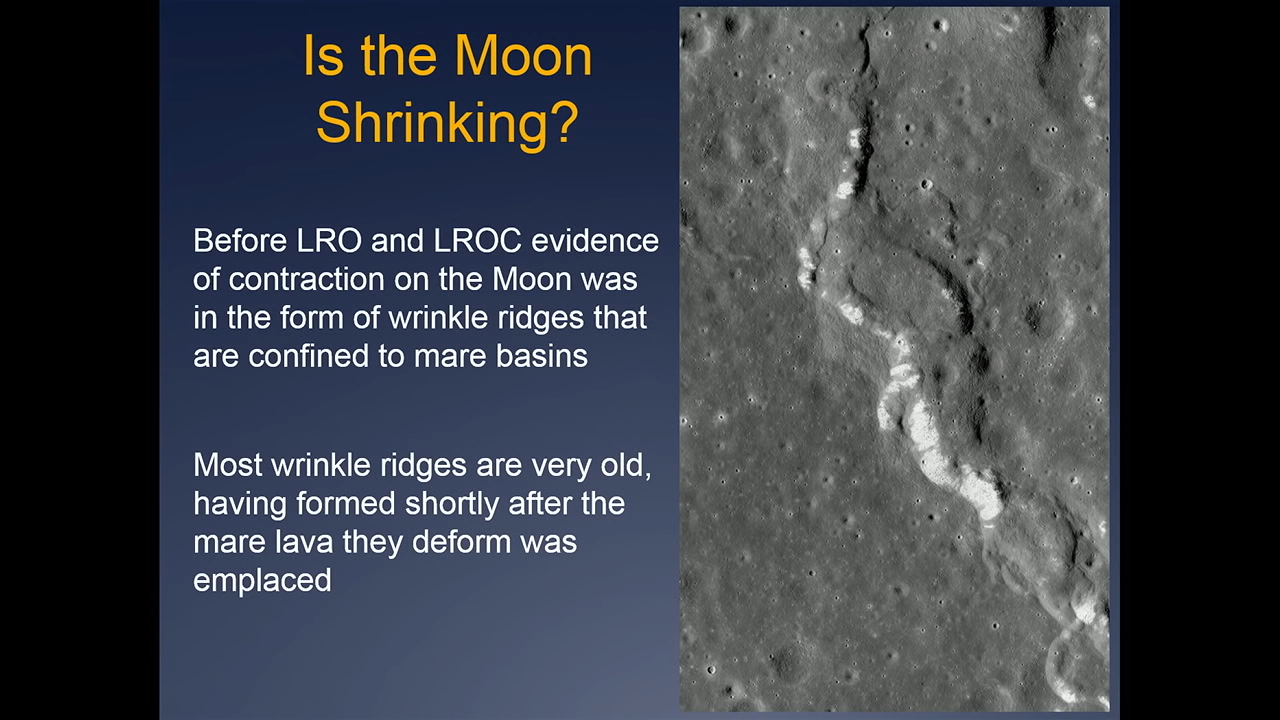 Is the Moon
Shrinking?
Before LRO and LROC evidence
of contraction on the Moon was
in the form of wrinkle ridges that
are confined to mare basins
Most wrinkle ridges are very old,
having formed shortly after the
mare lava they deform was
emplaced